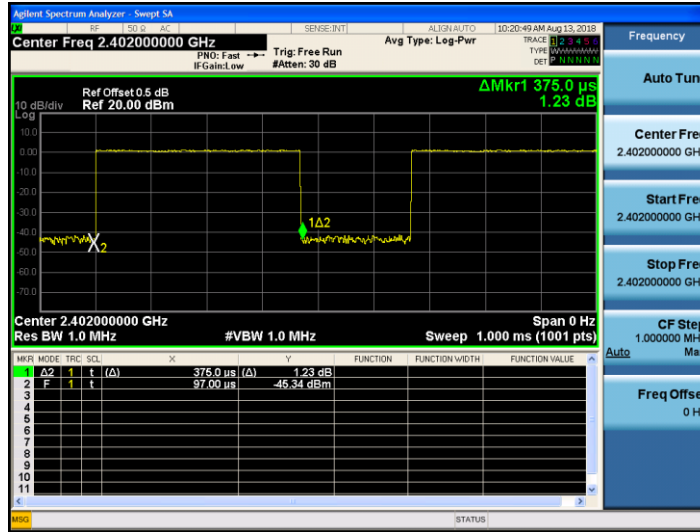 Agilent Spectrum Analyzer - Swept SA
RF 50 Ω AC SENSE:INT ALIGN AUTO 10:20:49 AM Aug 13, 2018
Center Freq 2.402000000 GHz
PNO: Fast
IFGain:Low
Trig: Free Run
#Atten: 30 dB
Avg Type: Log-Pwr
TRACE 1 2 3 4 5 6
TYPE
DET P N N N N N
Frequency
Ref Offset 0.5 dB
10 dB/div Ref 20.00 dBm
Log
ΔMkr1 375.0 µs
1.23 dB
10.0
0.00
-10.0
-20.0
-30.0
-40.0
-50.0
-60.0
-70.0
1Δ2
2
Center 2.402000000 GHz Span 0 Hz
Res BW 1.0 MHz #VBW 1.0 MHz Sweep 1.000 ms (1001 pts)
MKR MODE TRC SCL X Y FUNCTION FUNCTION WIDTH FUNCTION VALUE
1 Δ2 1 t (Δ) 375.0 µs (Δ) 1.23 dB
2 F 1 t 97.00 µs -45.34 dBm
3
4
5
6
7
8
9
10
11
MSG STATUS
Auto Tun
Center Fre
2.402000000 GH
Start Fre
2.402000000 GH
Stop Fre
2.402000000 GH
CF Step
1.000000 MH
Auto Ma
Freq Offse
0 H